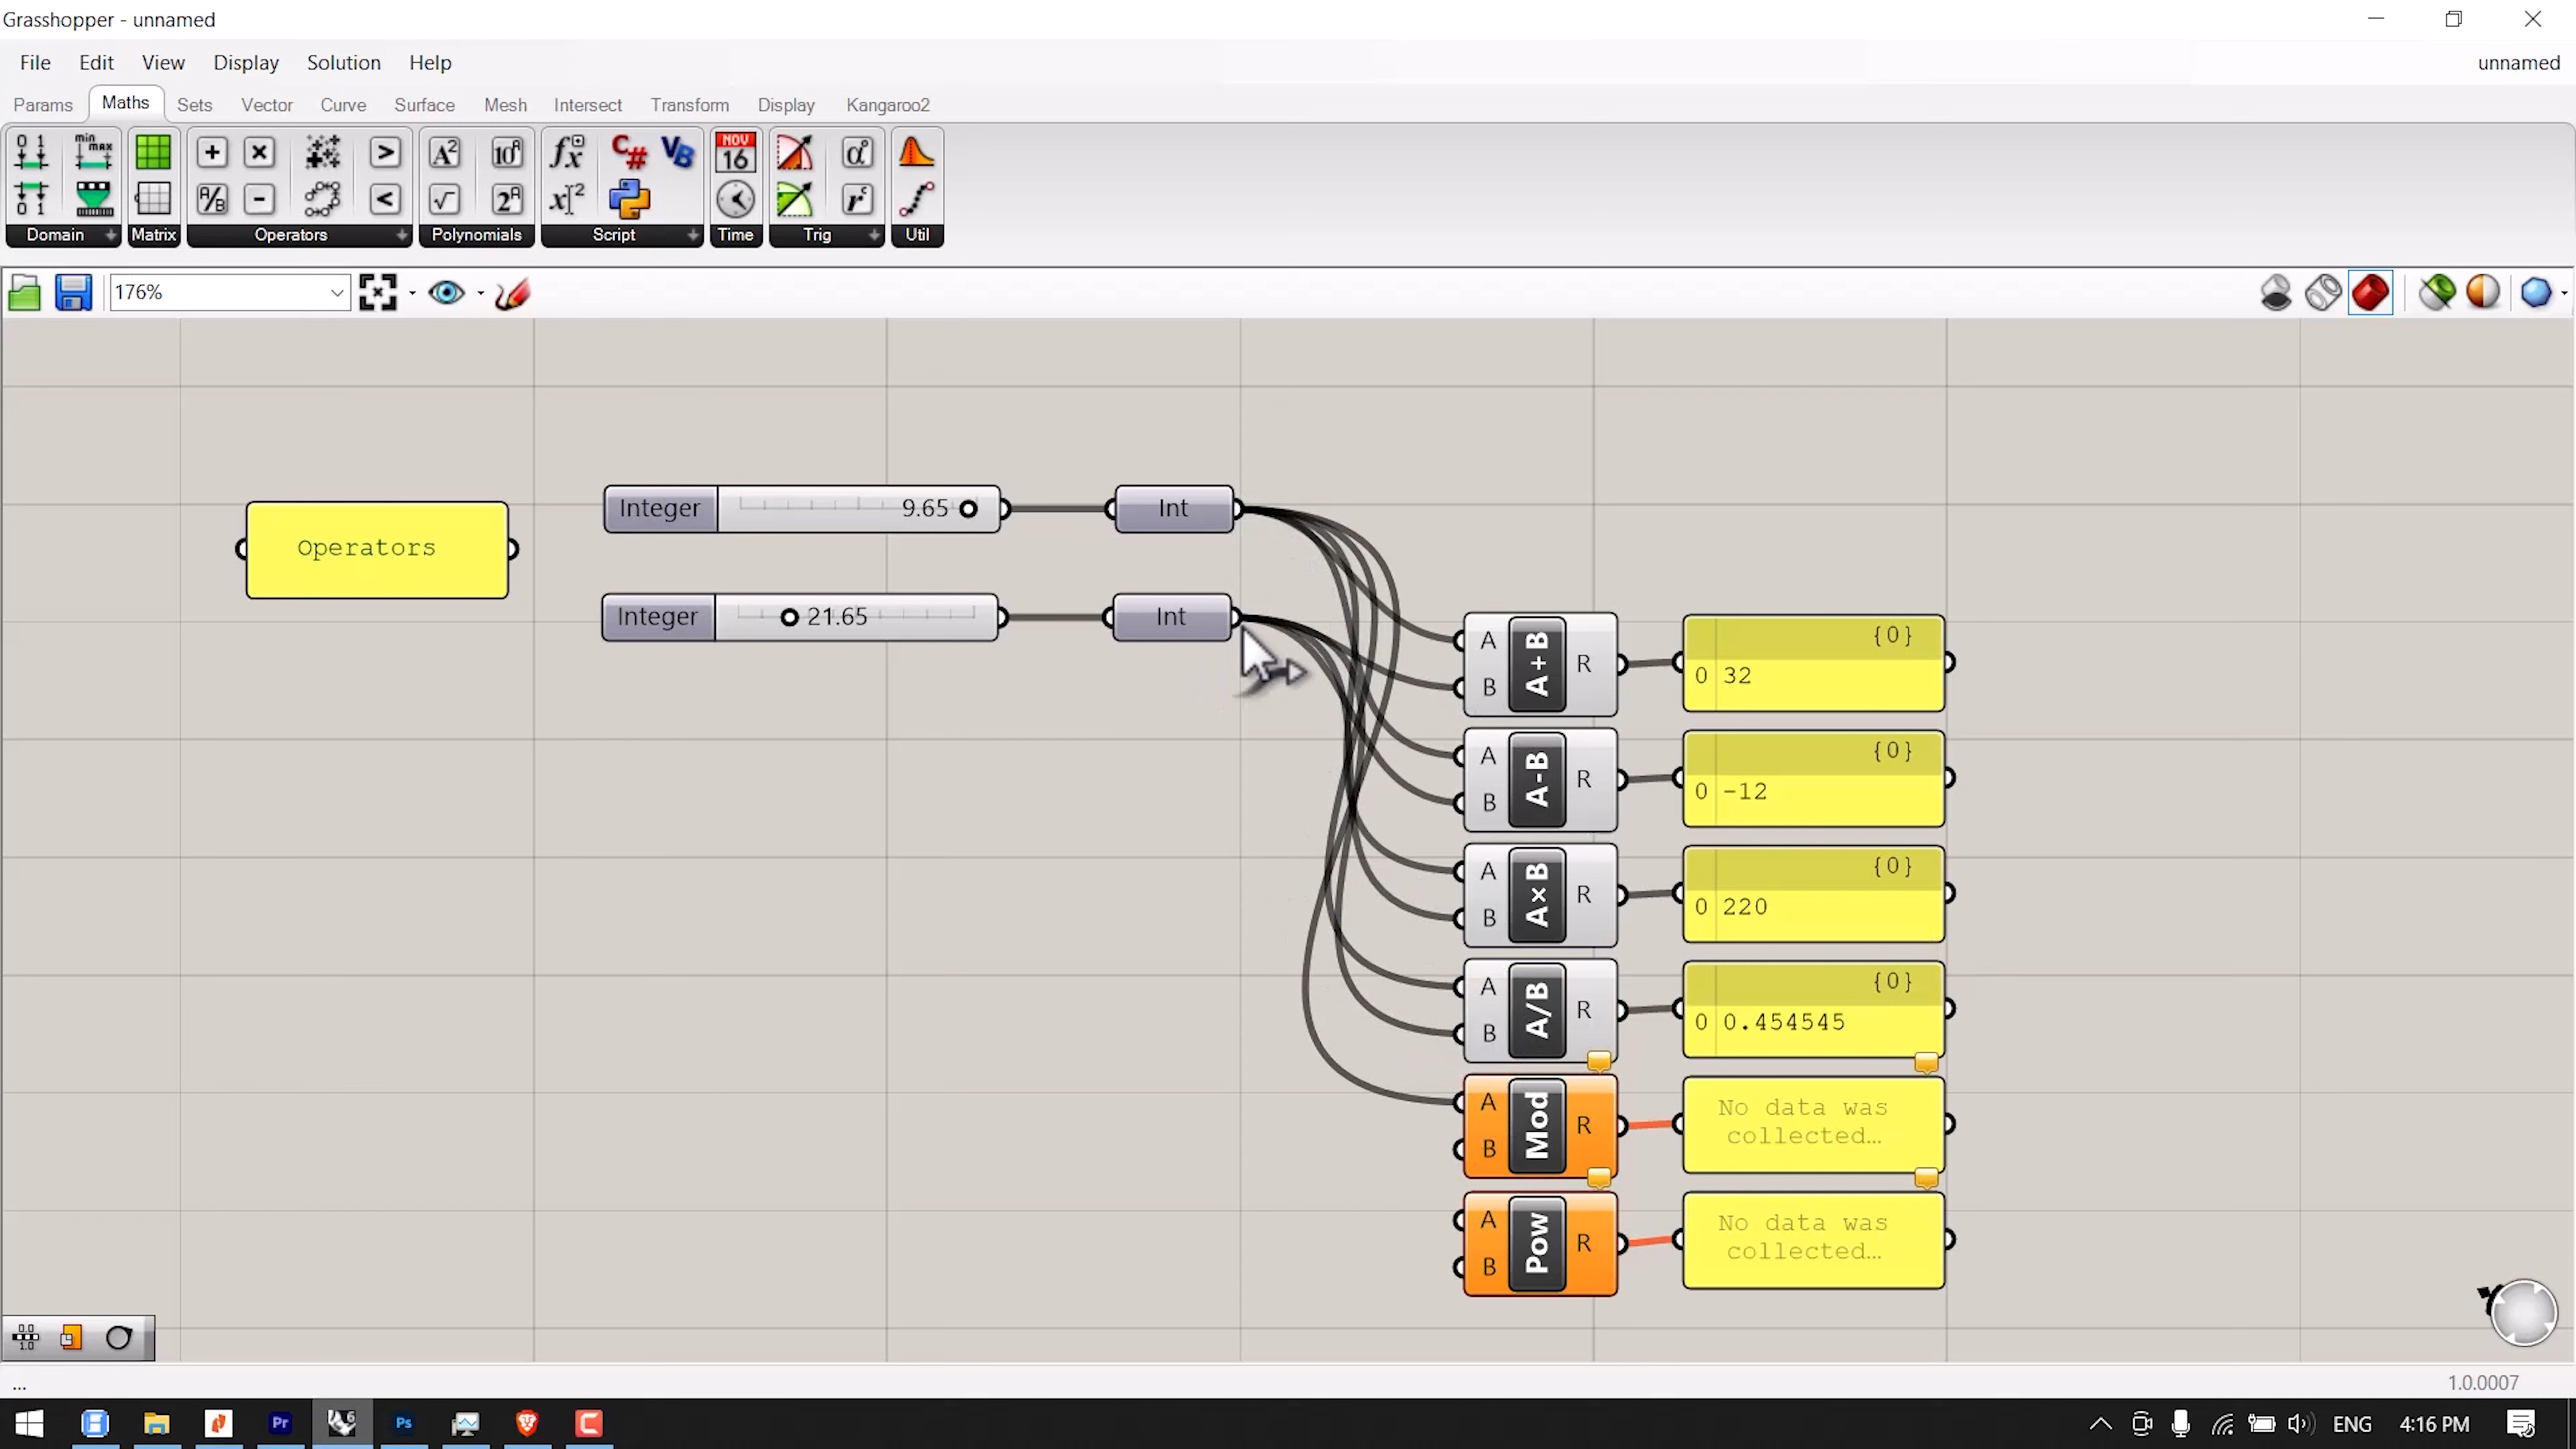 Grasshopper - unnamed
File Edit View Display Solution Help unnamed
Params Maths Sets Vector Curve Surface Mesh Intersect Transform Display Kangaroo2
Domain Matrix Operators Polynomials Script Time Trig Util
176%
Integer 9.65 Int
Operators
Integer 21.65 Int
A B A+B R {0} 0 32
A B A-B R {0} 0 -12
A B A×B R {0} 0 220
A B A/B R {0} 0 0.454545
A B Mod R No data was
collected…
A B Pow R No data was
collected…
...
1.0.0007
ENG 4:16 PM